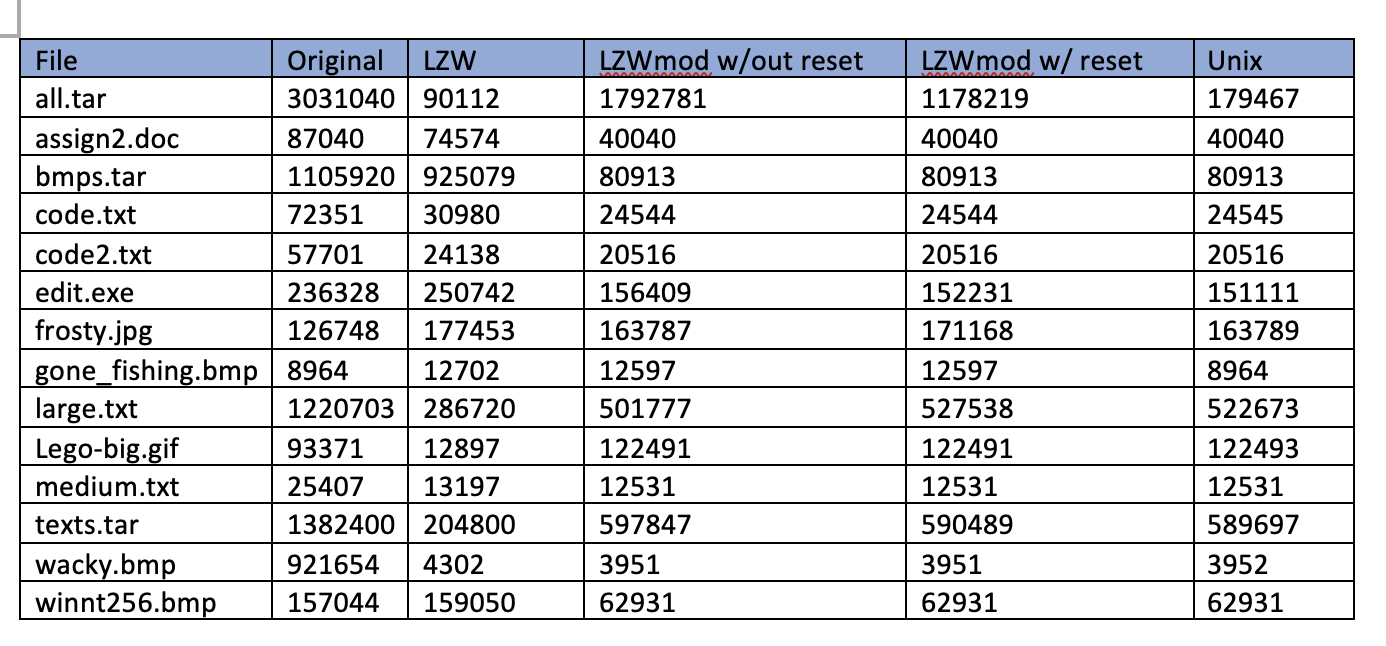 File Original LZW LZWmod w/out reset LZWmod w/ reset Unix
all.tar 3031040 90112 1792781 1178219 179467
assign2.doc 87040 74574 40040 40040 40040
bmps.tar 1105920 925079 80913 80913 80913
code.txt 72351 30980 24544 24544 24545
code2.txt 57701 24138 20516 20516 20516
edit.exe 236328 250742 156409 152231 151111
frosty.jpg 126748 177453 163787 171168 163789
gone_fishing.bmp 8964 12702 12597 12597 8964
large.txt 1220703 286720 501777 527538 522673
Lego-big.gif 93371 12897 122491 122491 122493
medium.txt 25407 13197 12531 12531 12531
texts.tar 1382400 204800 597847 590489 589697
wacky.bmp 921654 4302 3951 3951 3952
winnt256.bmp 157044 159050 62931 62931 62931